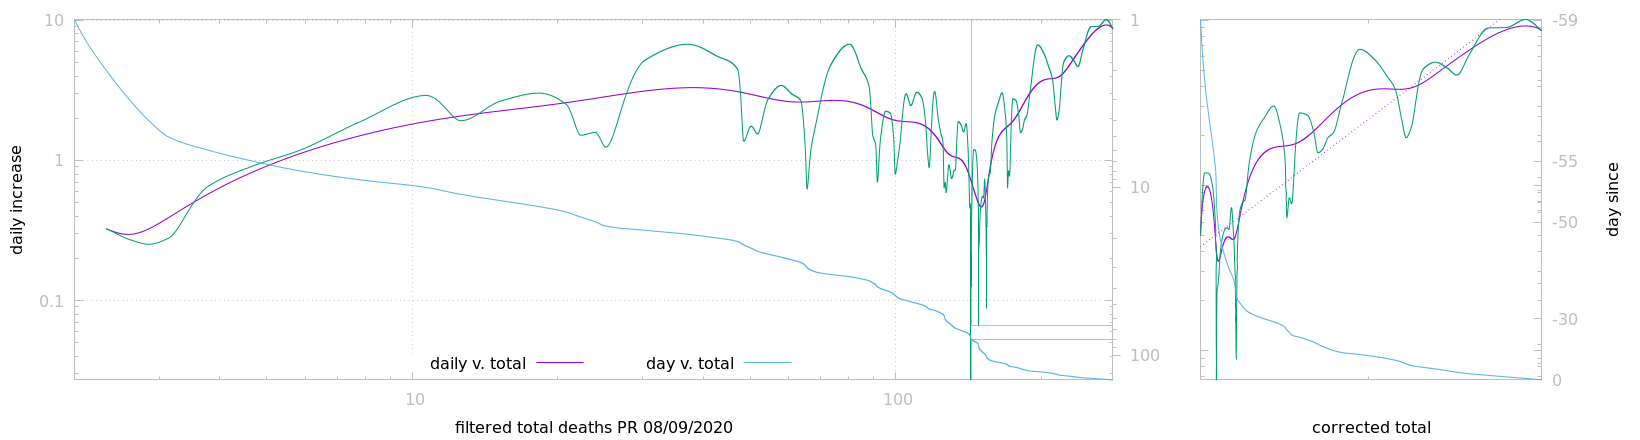 10
1
0.1
daily increase
1
10
100
daily v. total
day v. total
10
100
filtered total deaths PR 08/09/2020
-59
-55
-50
-30
0
day since
corrected total